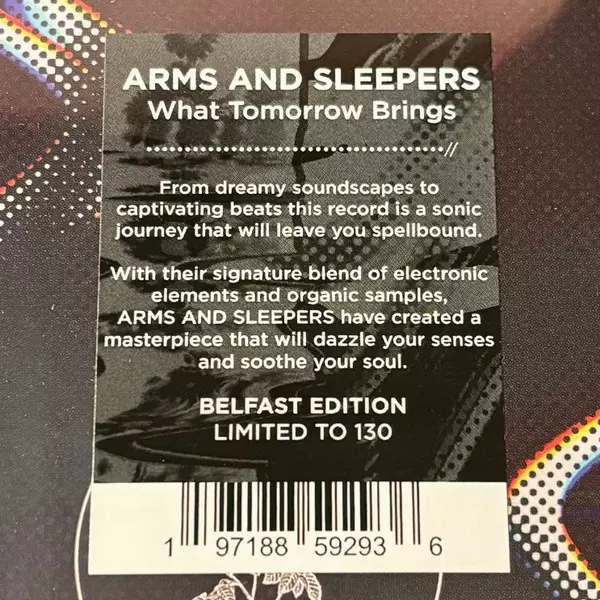 ARMS AND SLEEPERS
What Tomorrow Brings
From dreamy soundscapes to
captivating beats this record is a sonic
journey that will leave you spellbound.
With their signature blend of electronic
elements and organic samples,
ARMS AND SLEEPERS have created a
masterpiece that will dazzle your senses
and soothe your soul.
BELFAST EDITION
LIMITED TO 130
1 97188 59293 6